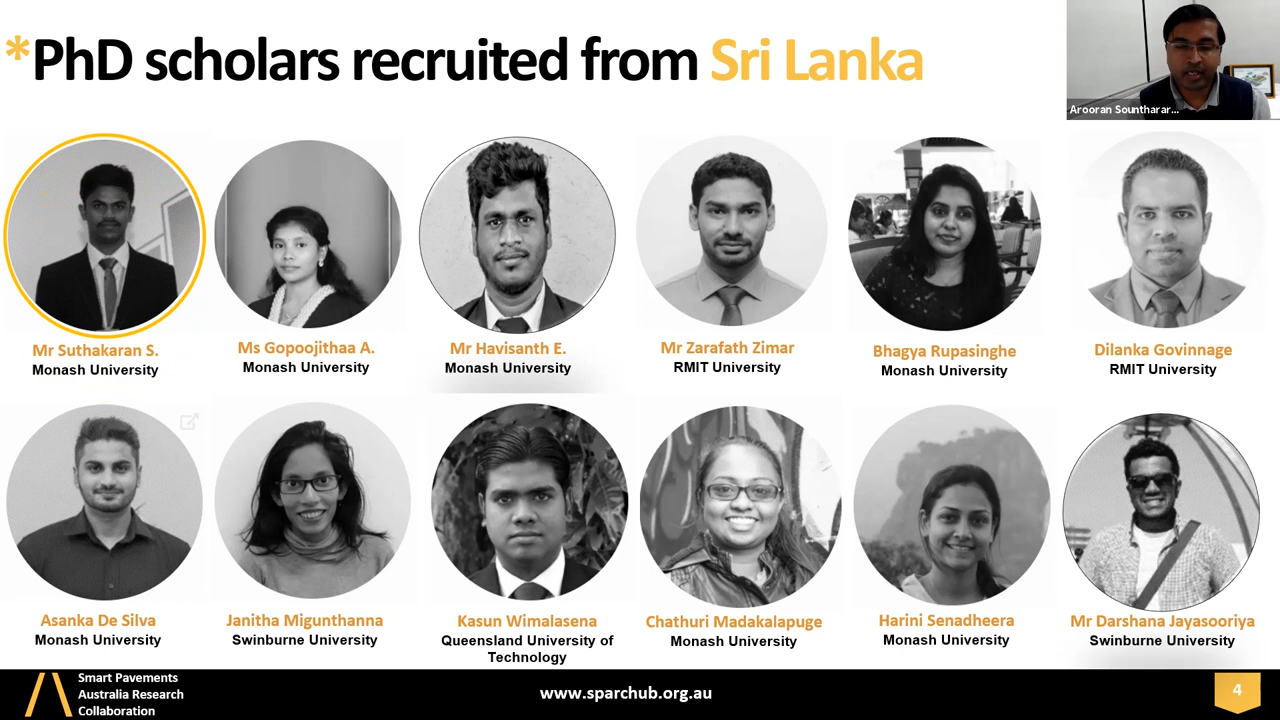 *PhD scholars recruited from Sri Lanka
Arooran Sountharar...
Mr Suthakaran S.
Monash University
Ms Gopoojithaa A.
Monash University
Mr Havisanth E.
Monash University
Mr Zarafath Zimar
RMIT University
Bhagya Rupasinghe
Monash University
Dilanka Govinnage
RMIT University
Asanka De Silva
Monash University
Janitha Migunthanna
Swinburne University
Kasun Wimalasena
Queensland University of
Technology
Chathuri Madakalapuge
Monash University
Harini Senadheera
Monash University
Mr Darshana Jayasooriya
Swinburne University
Smart Pavements
Australia Research
Collaboration
www.sparchub.org.au
4